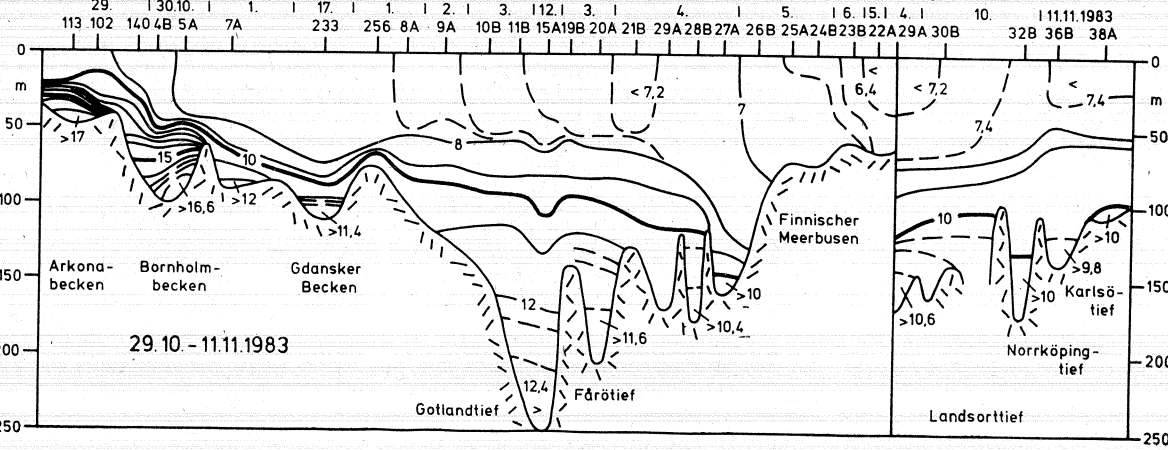 29. 30.10. 1. 17. 1. 2. 3. 12. 3. 4. 5. 6. 15. 4. 10. 11.11.1983
113 102 140 4B 5A 7A 233 256 8A 9A 10B 11B 15A 19B 20A 21B 29A 28B 27A 26B 25A 24B 23B 22A 29A 30B 32B 36B 38A
0 0
m < 7,2 < 6,4 < 7,2 < 7,4 m
7 7,4
50 >17 8 50
15 10
100 >16,6 >12 10 100
>11,4 Finnischer >10
Meerbusen
Arkona- Bornholm- Gdansker >9,8
becken becken Becken
150 12 >10 >10 Karlsö- 150
>10,4 >10,6 tief
29.10. – 11.11.1983 11,6
200 Norrköping- 200
tief
12,4 Fårötief
Gotlandtief > Landsorttief
250 250